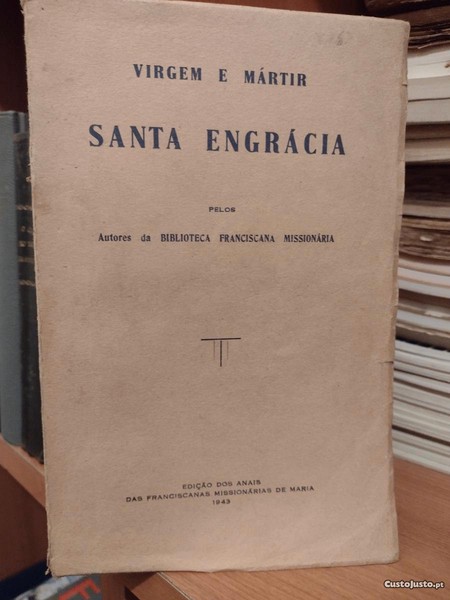 VIRGEM E MÁRTIR
SANTA ENGRÁCIA
PELOS
Autores da BIBLIOTECA FRANCISCANA MISSIONÁRIA
EDIÇÃO DOS ANAIS
DAS FRANCISCANAS MISSIONÁRIAS DE MARIA
1943
CustoJusto.pt